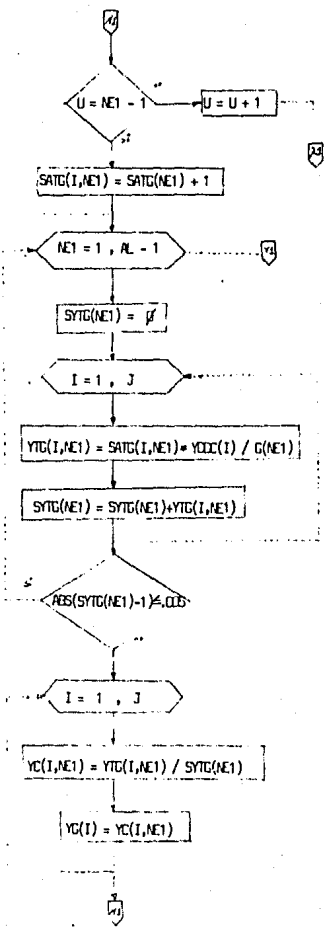 U = NE1 - 1
U = U + 1
SATG(I,NE1) = SATG(NE1) + 1
NE1 = 1 , AL - 1
SYTG(NE1) = Ø
I = 1 , J
YTG(I,NE1) = SATG(I,NE1)* YCCC(I) / G(NE1)
SYTG(NE1) = SYTG(NE1)+YTG(I,NE1)
ABS(SYTG(NE1)-1)≤.005
I = 1 , J
YC(I,NE1) = YTG(I,NE1) / SYTG(NE1)
YG(I) = YC(I,NE1)